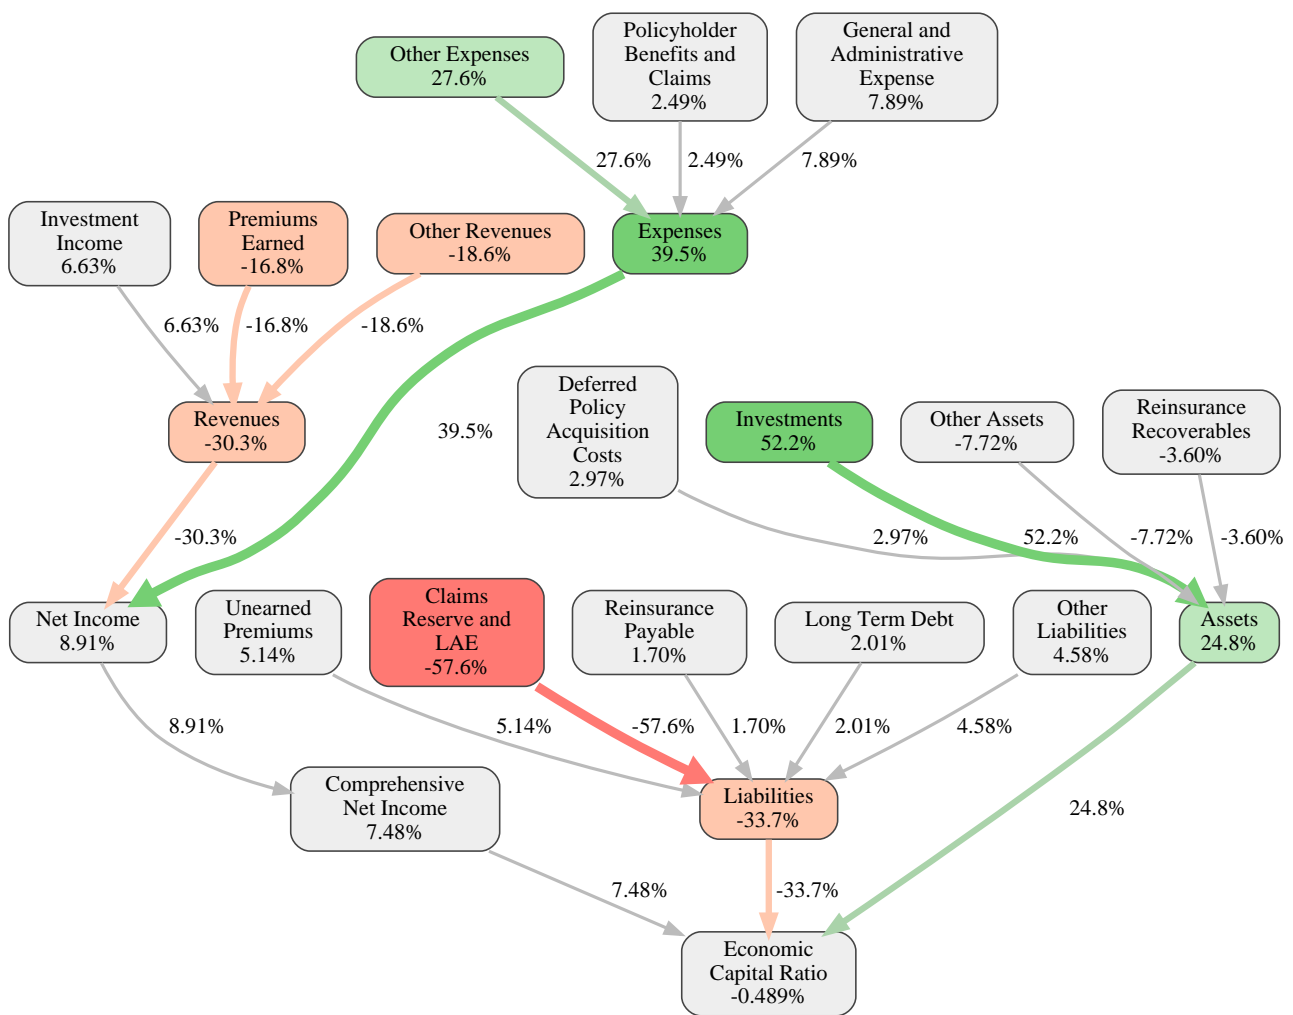 Other Expenses
27.6%
Policyholder
Benefits and
Claims
2.49%
General and
Administrative
Expense
7.89%
27.6%
2.49%
7.89%
Investment
Income
6.63%
Premiums
Earned
-16.8%
Other Revenues
-18.6%
Expenses
39.5%
6.63%
-16.8%
-18.6%
Revenues
-30.3%
39.5%
Deferred
Policy
Acquisition
Costs
2.97%
Investments
52.2%
Other Assets
-7.72%
Reinsurance
Recoverables
-3.60%
-30.3%
2.97%
52.2%
-7.72%
-3.60%
Net Income
8.91%
Unearned
Premiums
5.14%
Claims
Reserve and
LAE
-57.6%
Reinsurance
Payable
1.70%
Long Term Debt
2.01%
Other
Liabilities
4.58%
Assets
24.8%
8.91%
5.14%
-57.6%
1.70%
2.01%
4.58%
Comprehensive
Net Income
7.48%
Liabilities
-33.7%
24.8%
7.48%
-33.7%
Economic
Capital Ratio
-0.489%